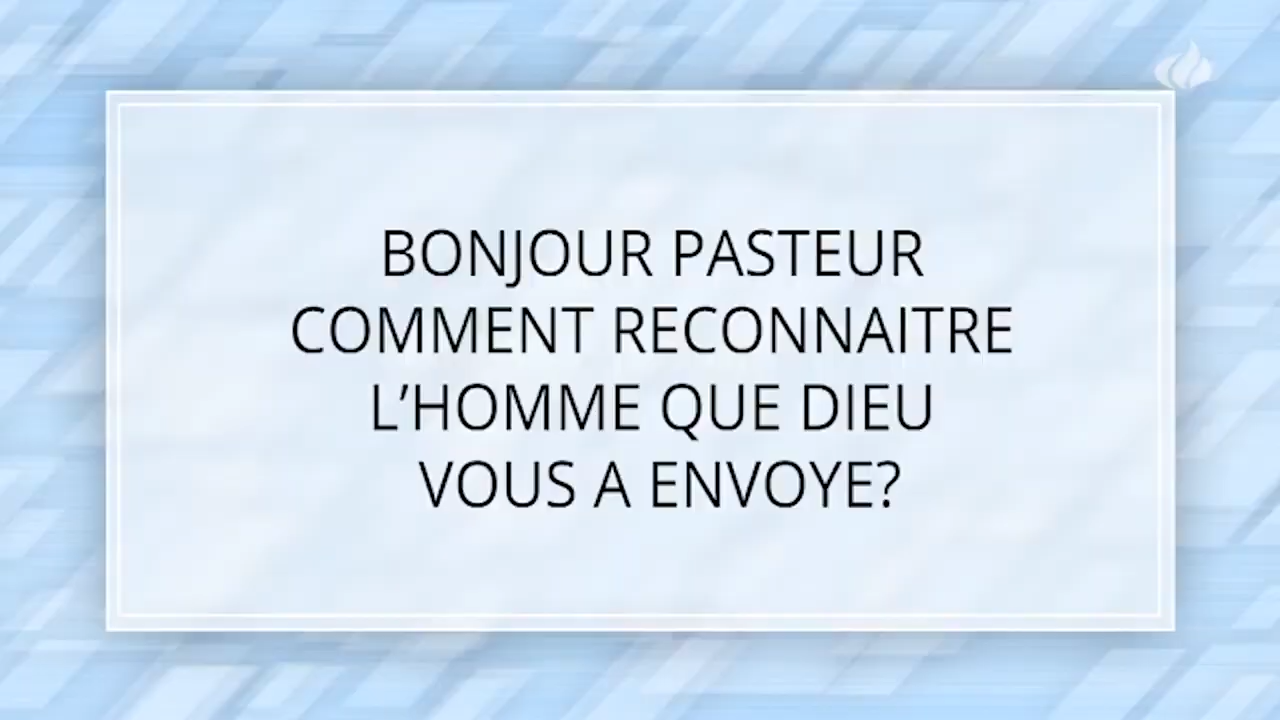 BONJOUR PASTEUR
COMMENT RECONNAITRE
L’HOMME QUE DIEU
VOUS A ENVOYE?